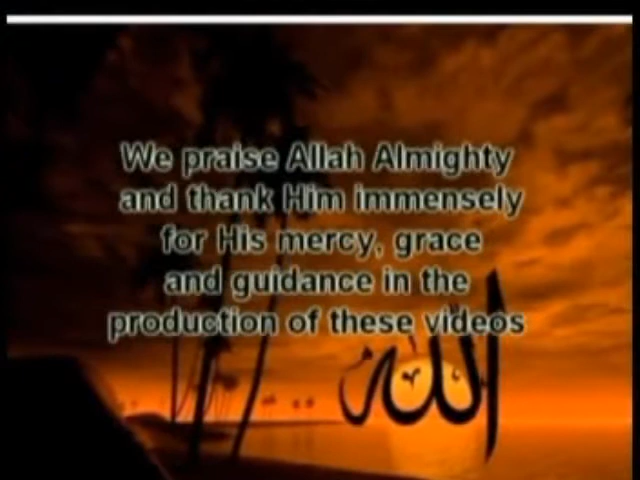 We praise Allah Almighty
and thank Him immensely
for His mercy, grace
and guidance in the
production of these videos
الله